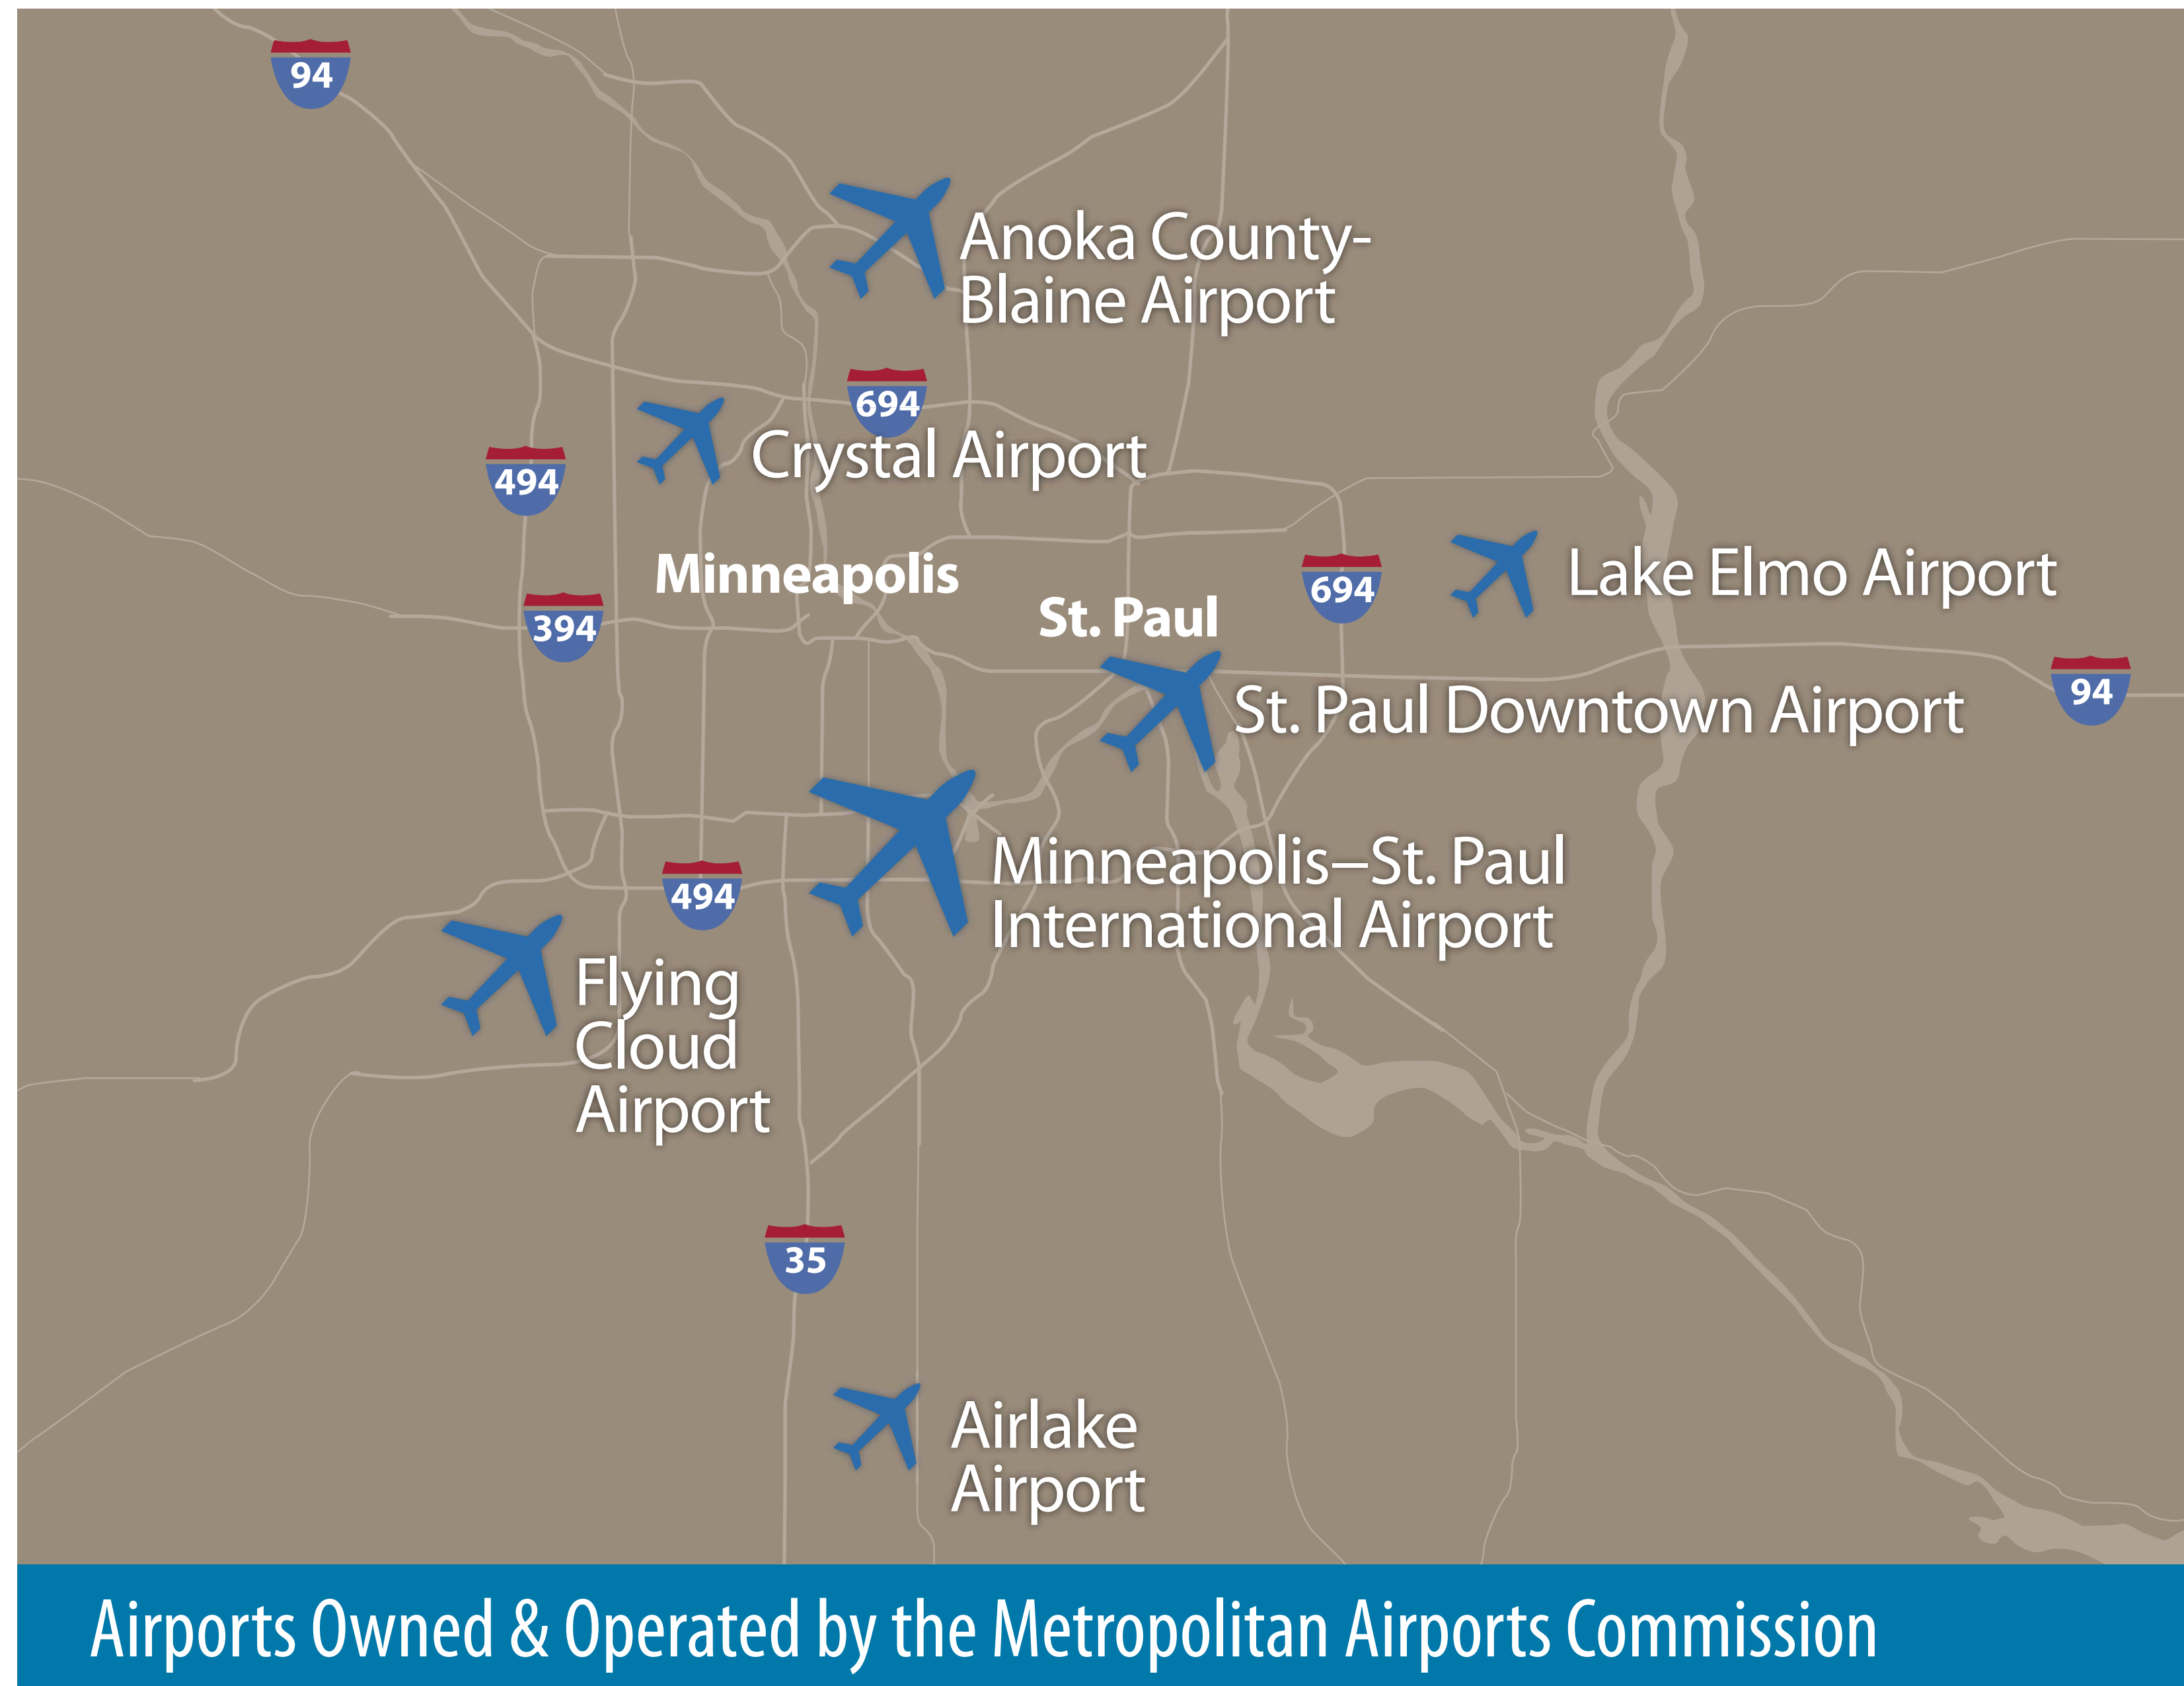 94
Anoka County-
Blaine Airport
694
Crystal Airport
494
Minneapolis
694
Lake Elmo Airport
394
St. Paul
94
St. Paul Downtown Airport
Minneapolis–St. Paul
International Airport
494
Flying
Cloud
Airport
35
Airlake
Airport
Airports Owned & Operated by the Metropolitan Airports Commission